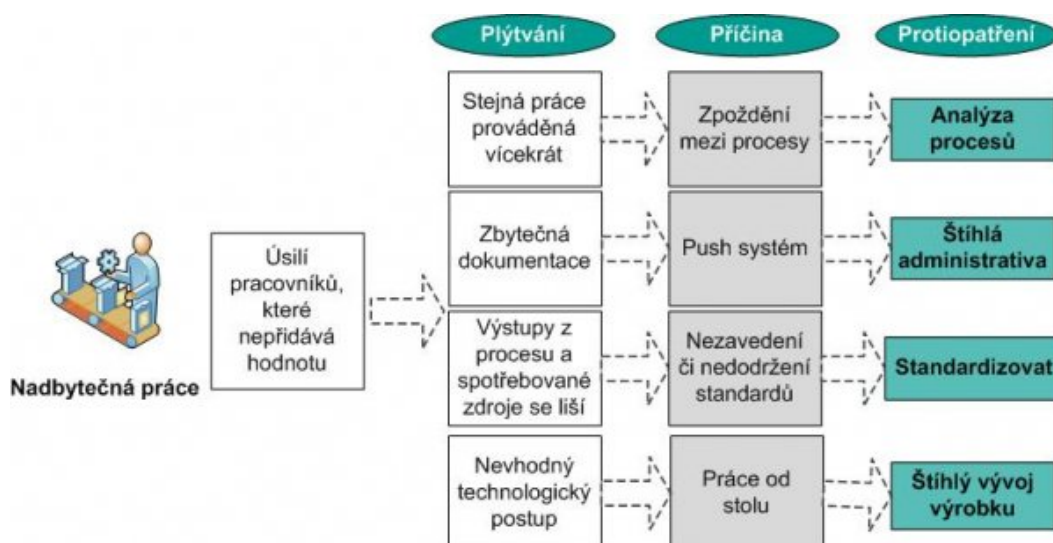 Plýtvání
Příčina
Protiopatření
Stejná práce
prováděná
vícekrát
Zpoždění
mezi procesy
Analýza
procesů
Nadbytečná práce
Úsilí
pracovníků,
které
nepřidává
hodnotu
Zbytečná
dokumentace
Push systém
Štíhlá
administrativa
Výstupy z
procesu a
spotřebované
zdroje se liší
Nezavedení
či nedodržení
standardů
Standardizovat
Nevhodný
technologický
postup
Práce od
stolu
Štíhlý vývoj
výrobku